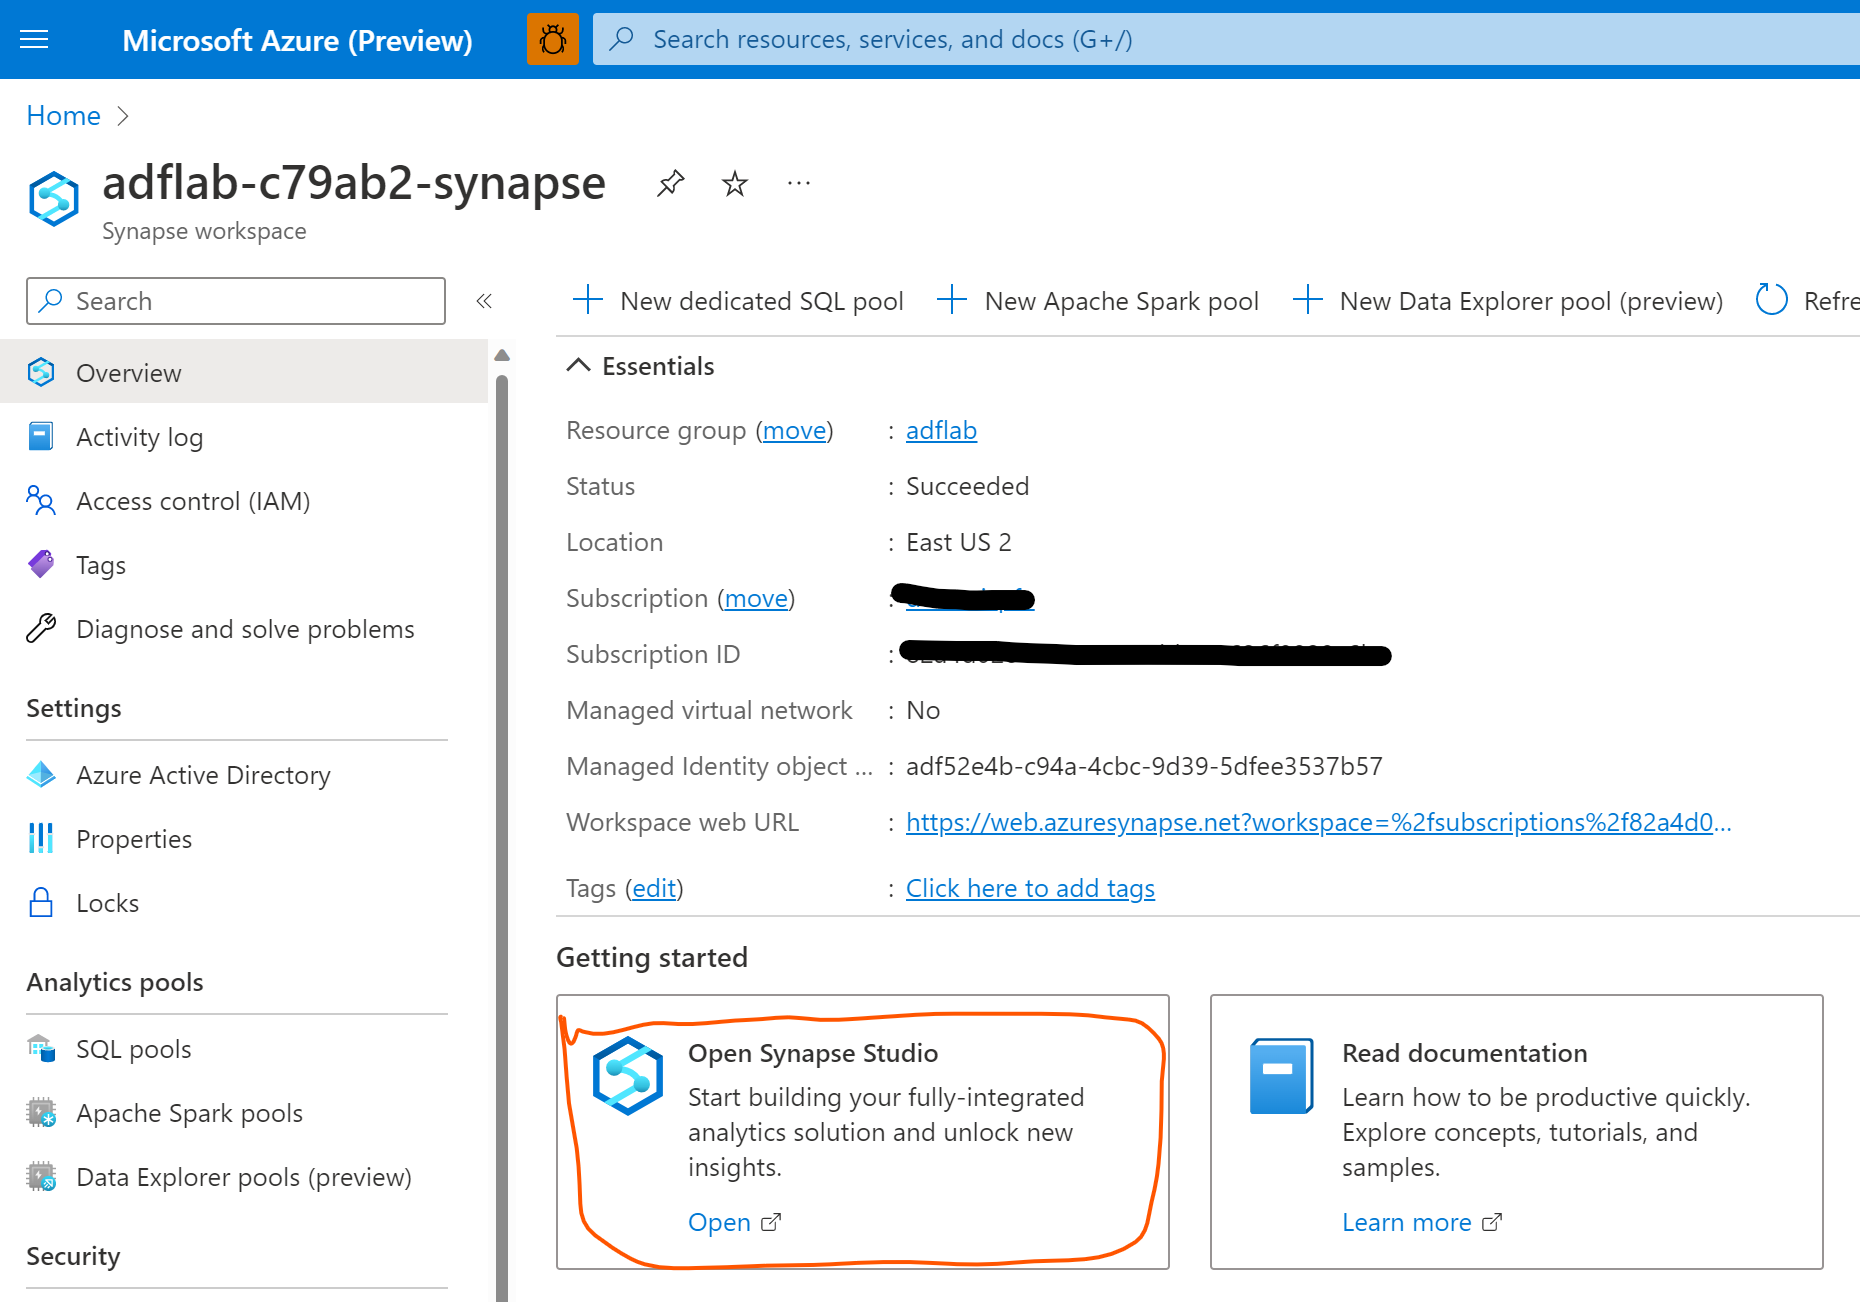 Microsoft Azure (Preview)
Search resources, services, and docs (G+/)
Home
adflab-c79ab2-synapse
Synapse workspace
Search
New dedicated SQL pool
New Apache Spark pool
New Data Explorer pool (preview)
Refre
Overview
Activity log
Access control (IAM)
Tags
Diagnose and solve problems
Settings
Azure Active Directory
Properties
Locks
Analytics pools
SQL pools
Apache Spark pools
Data Explorer pools (preview)
Security
Essentials
Resource group (move) : adflab
Status : Succeeded
Location : East US 2
Subscription (move) :
Subscription ID :
Managed virtual network : No
Managed Identity object ... : adf52e4b-c94a-4cbc-9d39-5dfee3537b57
Workspace web URL : https://web.azuresynapse.net?workspace=%2fsubscriptions%2f82a4d0...
Tags (edit) : Click here to add tags
Getting started
Open Synapse Studio
Start building your fully-integrated
analytics solution and unlock new
insights.
Open
Read documentation
Learn how to be productive quickly.
Explore concepts, tutorials, and
samples.
Learn more